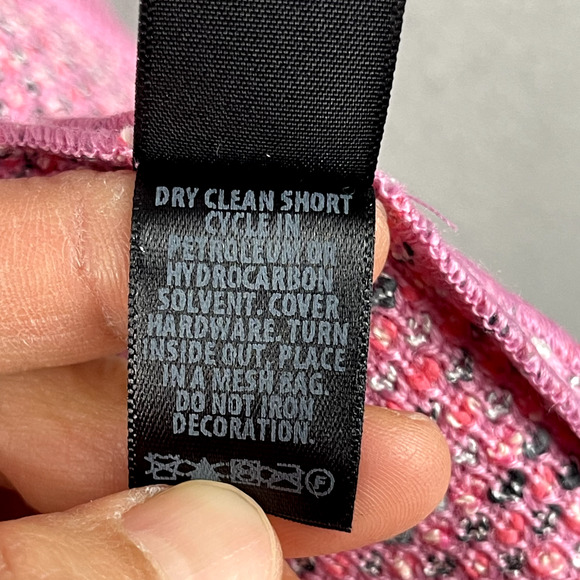 DRY CLEAN SHORT
CYCLE IN
PETROLEUM OR
HYDROCARBON
SOLVENT. COVER
HARDWARE. TURN
INSIDE OUT, PLACE
IN A MESH BAG.
DO NOT IRON
DECORATION.
F